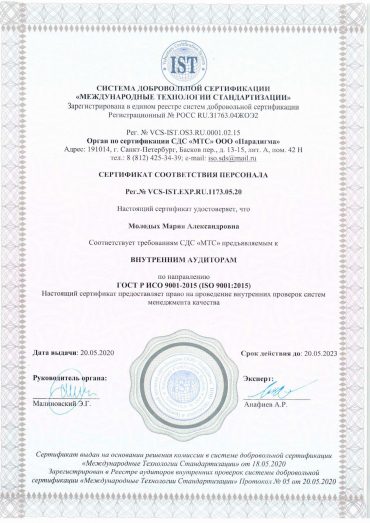 IST
СИСТЕМА ДОБРОВОЛЬНОЙ СЕРТИФИКАЦИИ
«МЕЖДУНАРОДНЫЕ ТЕХНОЛОГИИ СТАНДАРТИЗАЦИИ»
Зарегистрирована в едином реестре систем добровольной сертификации
Регистрационный № РОСС RU.31763.04ЖОЭ2
Рег. № VCS-IST.OS3.RU.0001.02.15
Орган по сертификации СДС «МТС» ООО «Парадигма»
Адрес: 191014, г. Санкт-Петербург, Басков пер., д. 13-15, лит. А, пом. 42 Н
тел.: 8 (812) 425-34-39; e-mail: iso.sds@mail.ru
СЕРТИФИКАТ СООТВЕТСТВИЯ ПЕРСОНАЛА
Рег.№ VCS-IST.EXP.RU.1173.05.20
Настоящий сертификат удостоверяет, что
Молодых Мария Александровна
Соответствует требованиям СДС «МТС» предъявляемым к
ВНУТРЕННИМ АУДИТОРАМ
по направлению
ГОСТ Р ИСО 9001-2015 (ISO 9001:2015)
Настоящий сертификат предоставляет право на проведение внутренних проверок систем
менеджмента качества
Дата выдачи: 20.05.2020
Срок действия до: 20.05.2023
Руководитель органа:
Эксперт:
Малиновский Э.Г.
Анафиев А.Р.
Сертификат выдан на основании решения комиссии в системе добровольной сертификации
«Международные Технологии Стандартизации» от 18.05.2020
Зарегистрирован в Реестре аудиторов внутренних проверок системы добровольной
сертификации «Международные Технологии Стандартизации» Протокол № 05 от 20.05.2020